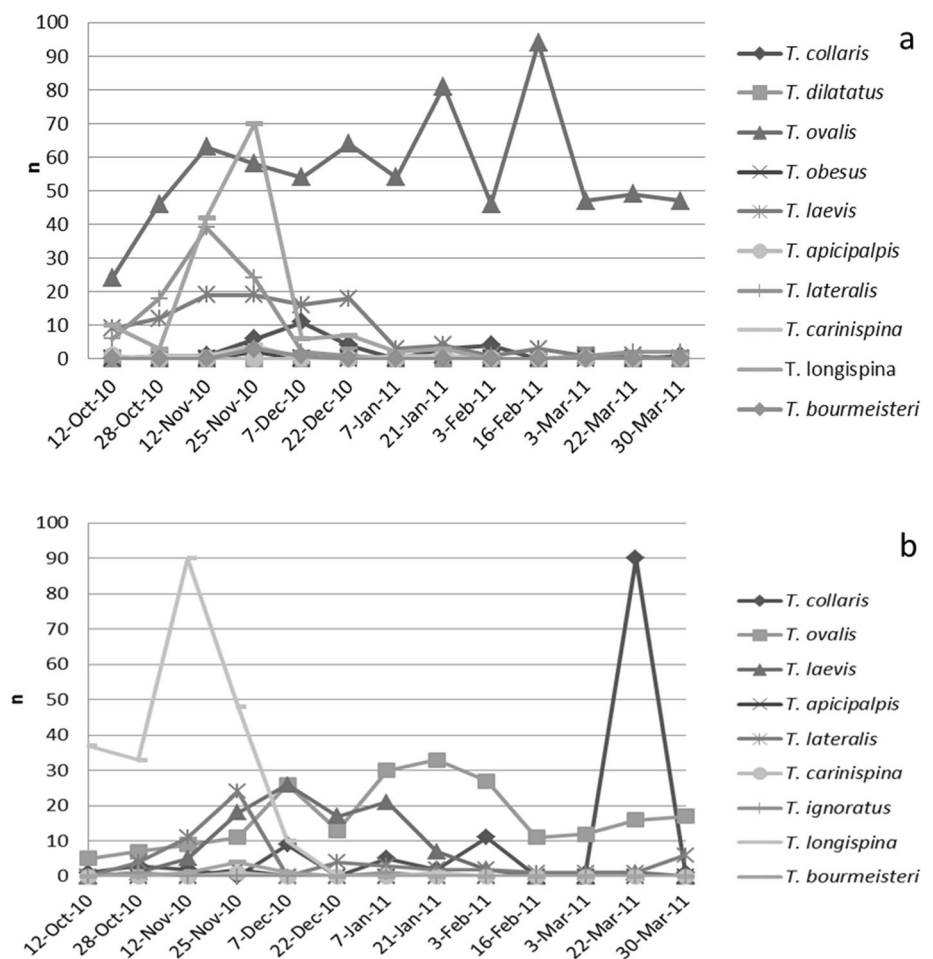 a
100
90
80
70
60
50
40
30
20
10
0
n
12-Oct-10
28-Oct-10
12-Nov-10
25-Nov-10
7-Dec-10
22-Dec-10
7-Jan-11
21-Jan-11
3-Feb-11
16-Feb-11
3-Mar-11
22-Mar-11
30-Mar-11
T. collaris
T. dilatatus
T. ovalis
T. obesus
T. laevis
T. apicipalpis
T. lateralis
T. carinispina
T. longispina
T. bourmeisteri
b
100
90
80
70
60
50
40
30
20
10
0
n
12-Oct-10
28-Oct-10
12-Nov-10
25-Nov-10
7-Dec-10
22-Dec-10
7-Jan-11
21-Jan-11
3-Feb-11
16-Feb-11
3-Mar-11
22-Mar-11
30-Mar-11
T. collaris
T. ovalis
T. laevis
T. apicipalpis
T. lateralis
T. carinispina
T. ignoratus
T. longispina
T. bourmeisteri